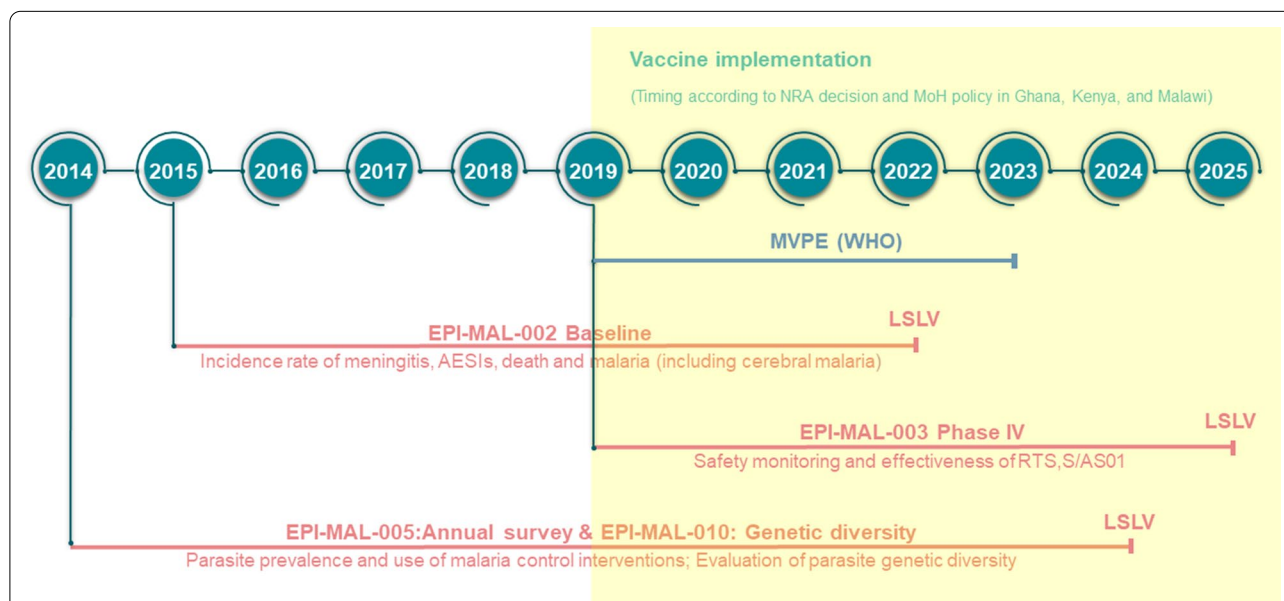 Vaccine implementation
(Timing according to NRA decision and MoH policy in Ghana, Kenya, and Malawi)
2014 2015 2016 2017 2018 2019 2020 2021 2022 2023 2024 2025
MVPE (WHO)
LSLV
EPI-MAL-002 Baseline
Incidence rate of meningitis, AESIs, death and malaria (including cerebral malaria)
LSLV
EPI-MAL-003 Phase IV
Safety monitoring and effectiveness of RTS,S/AS01
LSLV
EPI-MAL-005:Annual survey & EPI-MAL-010: Genetic diversity
Parasite prevalence and use of malaria control interventions; Evaluation of parasite genetic diversity